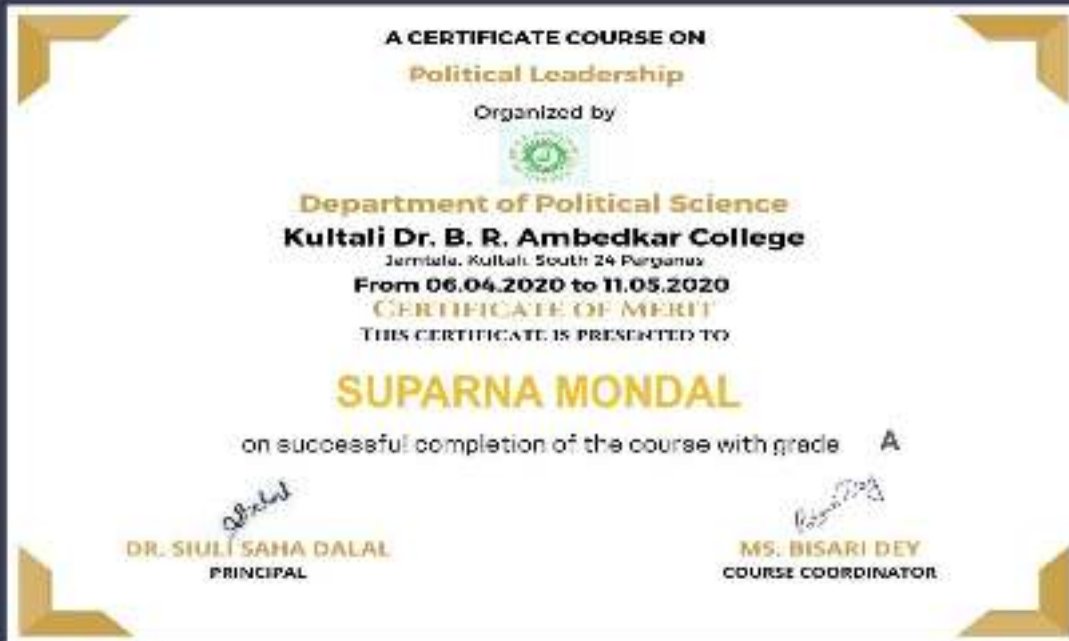 A CERTIFICATE COURSE ON
Political Leadership
Organized by
Department of Political Science
Kultali Dr. B. R. Ambedkar College
Jamtala, Kultali, South 24 Parganas
From 06.04.2020 to 11.05.2020
CERTIFICATE OF MERIT
THIS CERTIFICATE IS PRESENTED TO
SUPARNA MONDAL
on successful completion of the course with grade A
DR. SIULI SAHA DALAL
PRINCIPAL
MS. BISARI DEY
COURSE COORDINATOR